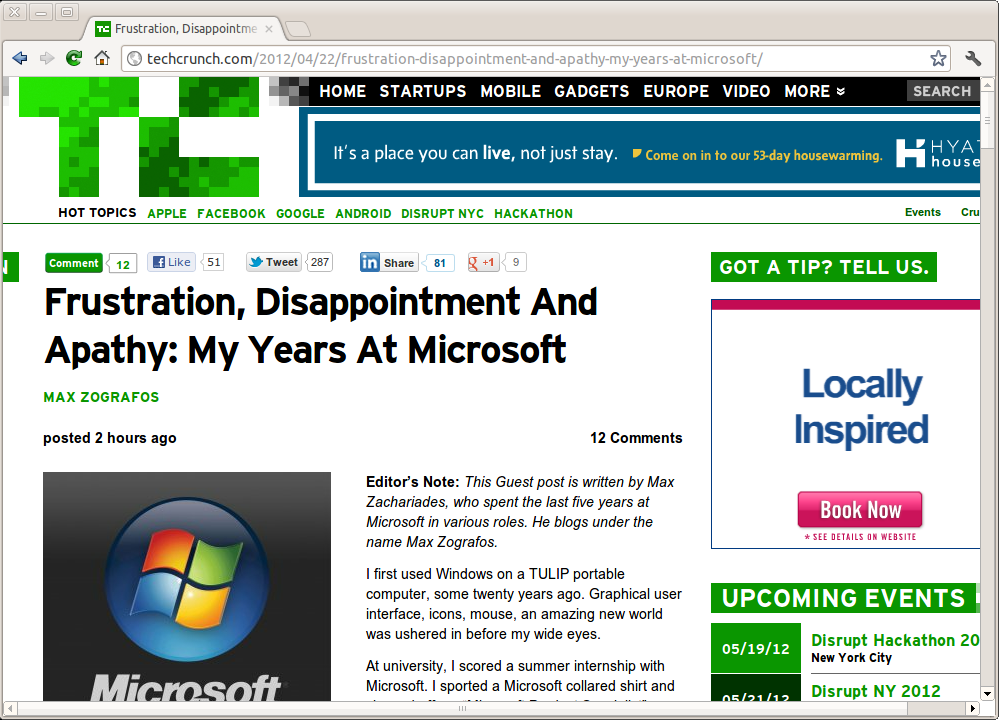 TC Frustration, Disappointme
techcrunch.com/2012/04/22/frustration-disappointment-and-apathy-my-years-at-microsoft/
TC
HOME STARTUPS MOBILE GADGETS EUROPE VIDEO MORE SEARCH
It's a place you can live, not just stay. Come on in to our 53-day housewarming.
HYA
house
HOT TOPICS APPLE FACEBOOK GOOGLE ANDROID DISRUPT NYC HACKATHON Events Cru
N
Comment 12 Like 51 Tweet 287 in Share 81 g +1 9
GOT A TIP? TELL US.
Frustration, Disappointment And
Apathy: My Years At Microsoft
MAX ZOGRAFOS
posted 2 hours ago 12 Comments
Locally
Inspired
Book Now
* SEE DETAILS ON WEBSITE
Editor's Note: This Guest post is written by Max
Zachariades, who spent the last five years at
Microsoft in various roles. He blogs under the
name Max Zografos.
I first used Windows on a TULIP portable
computer, some twenty years ago. Graphical user
interface, icons, mouse, an amazing new world
was ushered in before my wide eyes.
At university, I scored a summer internship with
Microsoft. I sported a Microsoft collared shirt and
Microsoft
UPCOMING EVENTS
05/19/12 Disrupt Hackathon 20
New York City
05/21/12 Disrupt NY 2012